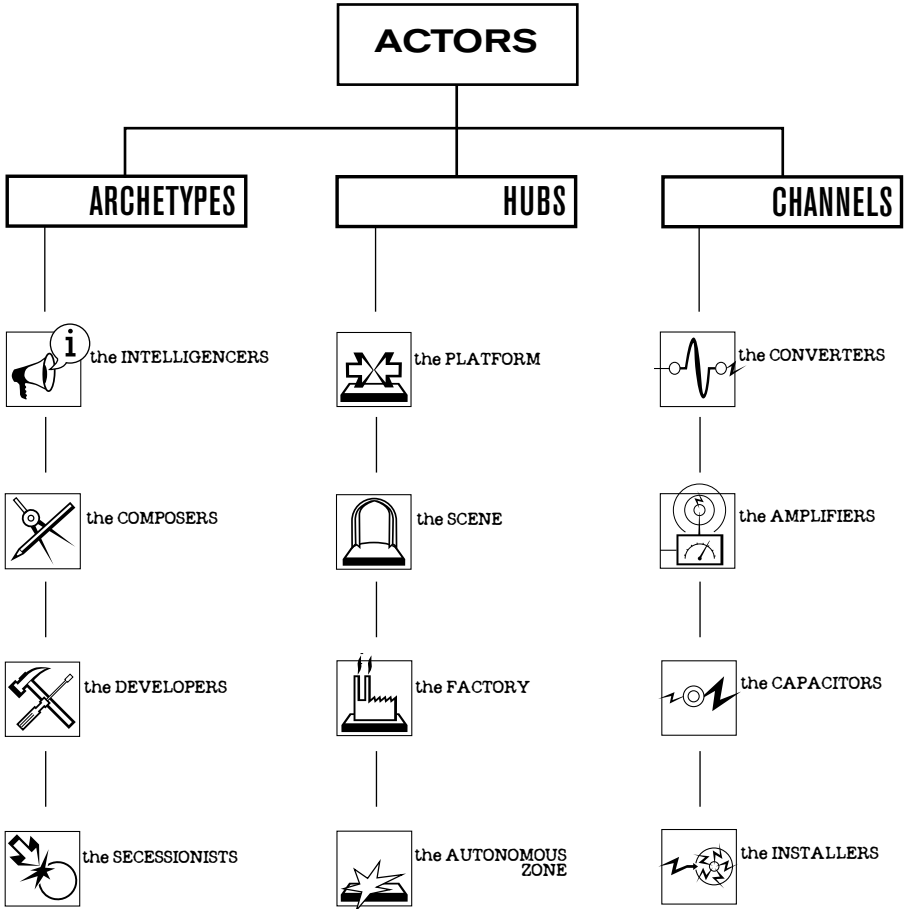 ACTORS
ARCHETYPES
HUBS
CHANNELS
i
the INTELLIGENCERS
the PLATFORM
the CONVERTERS
the COMPOSERS
the SCENE
the AMPLIFIERS
the DEVELOPERS
the FACTORY
the CAPACITORS
the SECESSIONISTS
the AUTONOMOUS
ZONE
the INSTALLERS